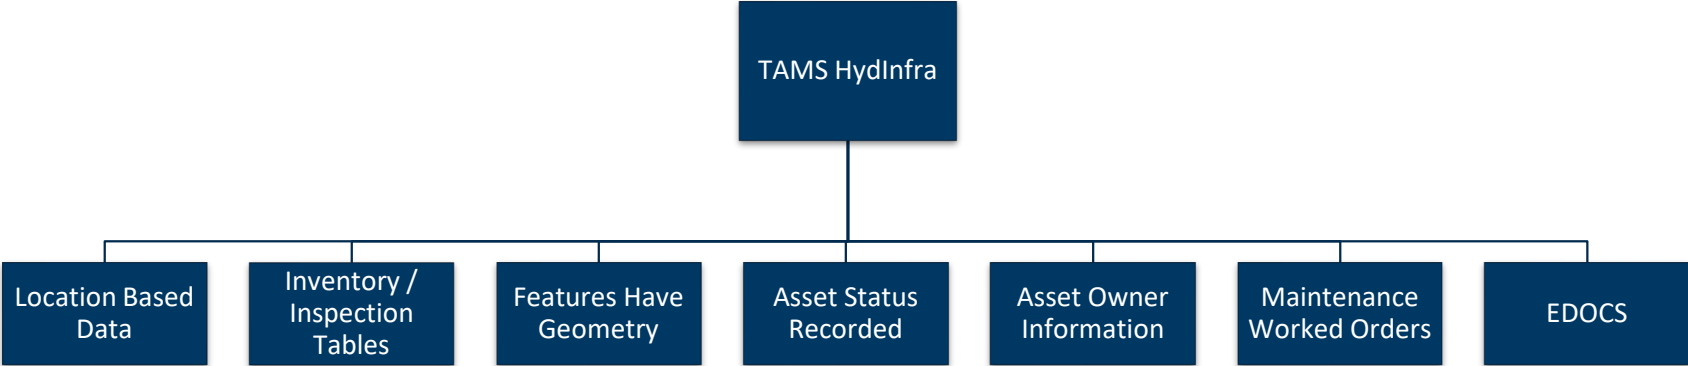 TAMS HydInfra
Location Based
Data
Inventory /
Inspection
Tables
Features Have
Geometry
Asset Status
Recorded
Asset Owner
Information
Maintenance
Worked Orders
EDOCS